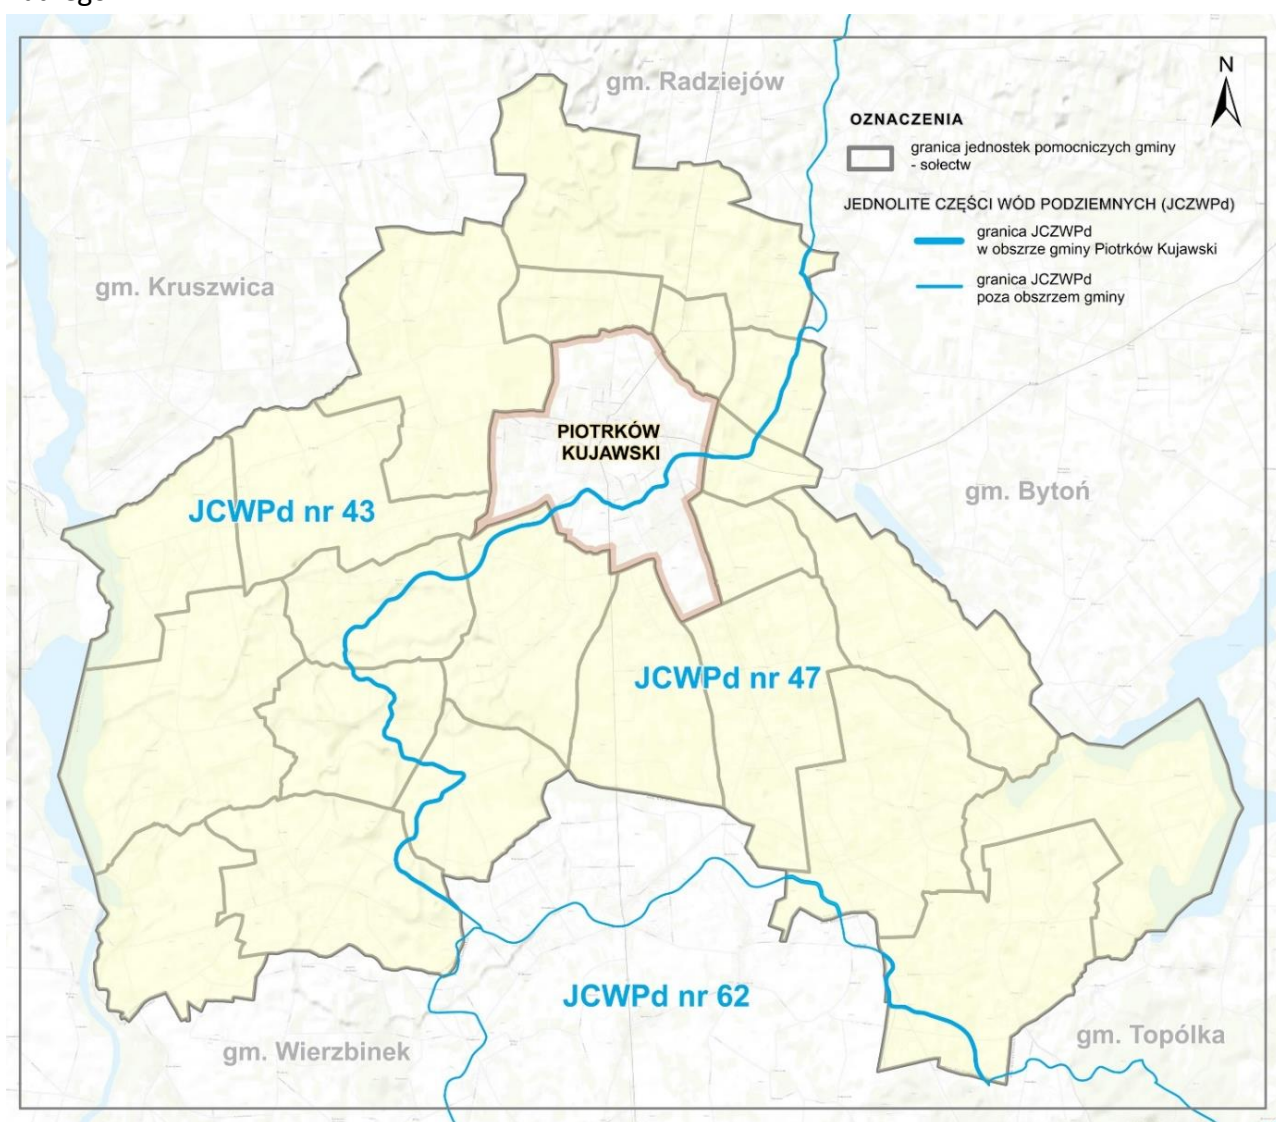 gm. Radziejów
N
OZNACZENIA
granica jednostek pomocniczych gminy
- sołectw
JEDNOLITE CZĘŚCI WÓD PODZIEMNYCH (JCZWPd)
granica JCZWPd
w obszrze gminy Piotrków Kujawski
granica JCZWPd
poza obszrzem gminy
gm. Kruszwica
PIOTRKÓW
KUJAWSKI
JCWPd nr 43
gm. Bytoń
JCWPd nr 47
JCWPd nr 62
gm. Wierzbinek
gm. Topólka